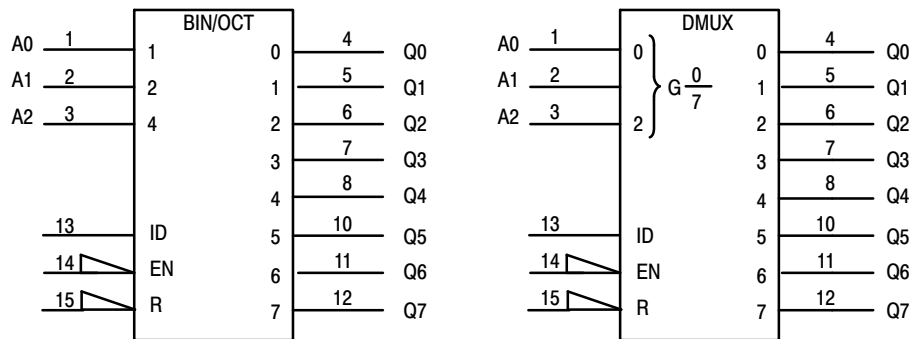 BIN/OCT
A0 1 1 0 4 Q0
A1 2 2 1 5 Q1
A2 3 4 2 6 Q2
3 7 Q3
4 8 Q4
13 ID 5 10 Q5
14 EN 6 11 Q6
15 R 7 12 Q7
DMUX
A0 1 0 0 4 Q0
A1 2 G 0/7 1 5 Q1
A2 3 2 2 6 Q2
3 7 Q3
4 8 Q4
13 ID 5 10 Q5
14 EN 6 11 Q6
15 R 7 12 Q7